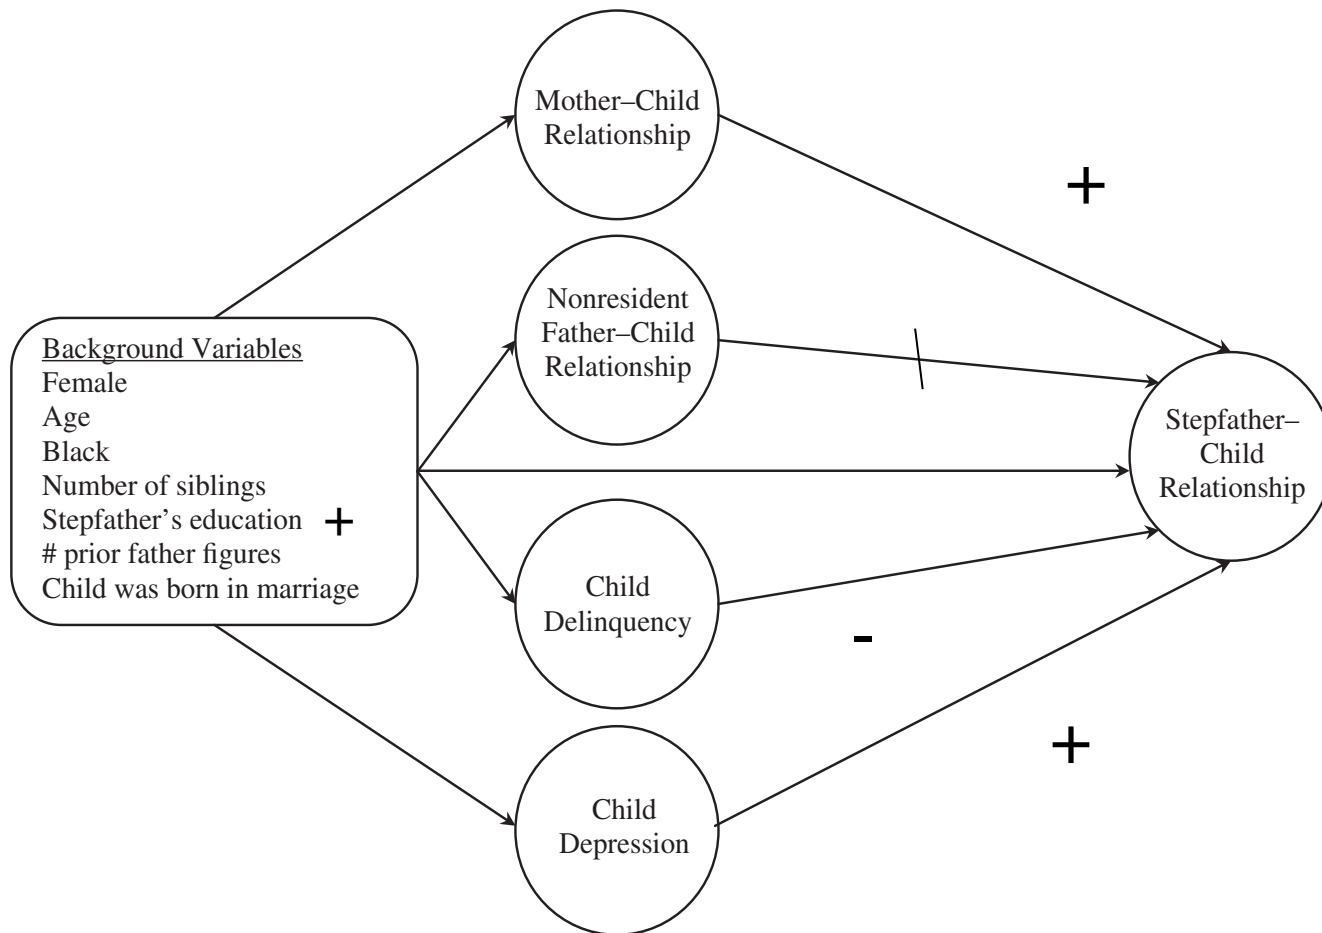 Mother–Child
Relationship
+
Nonresident
Father–Child
Relationship
Background Variables
Female
Age
Black
Number of siblings
Stepfather’s education +
# prior father figures
Child was born in marriage
Stepfather–
Child
Relationship
Child
Delinquency
-
+
Child
Depression